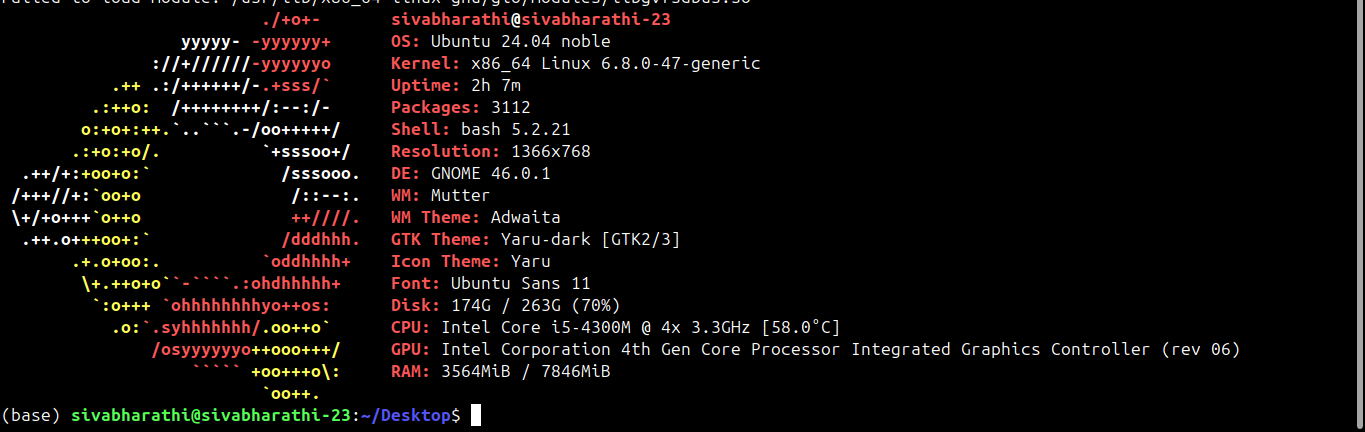 Failed to load module: /usr/lib/x86_64-linux-gnu/gio/modules/libgvfsdbus.so
./+o+- sivabharathi@sivabharathi-23
yyyyy- -yyyyyy+ OS: Ubuntu 24.04 noble
://+//////-yyyyyyo Kernel: x86_64 Linux 6.8.0-47-generic
.++ .:/++++++/-.+sss/` Uptime: 2h 7m
.:++o: /++++++++/:--:/- Packages: 3112
o:+o+:++.`..```.-/oo+++++/ Shell: bash 5.2.21
.:+o:+o/. `+sssoo+/ Resolution: 1366x768
.++/+:+oo+o:` /sssooo. DE: GNOME 46.0.1
/+++//+:`oo+o /::--:. WM: Mutter
\+/+o+++`o++o ++////. WM Theme: Adwaita
.++.o+++oo+:` /dddhhh. GTK Theme: Yaru-dark [GTK2/3]
.+.o+oo:. `oddhhhh+ Icon Theme: Yaru
\+.++o+o``-````.:ohdhhhhh+ Font: Ubuntu Sans 11
`:o+++ `ohhhhhhhhyo++os: Disk: 174G / 263G (70%)
.o:`.syhhhhhhh/.oo++o` CPU: Intel Core i5-4300M @ 4x 3.3GHz [58.0°C]
/osyyyyyyo++ooo+++/ GPU: Intel Corporation 4th Gen Core Processor Integrated Graphics Controller (rev 06)
````` +oo+++o\: RAM: 3564MiB / 7846MiB
`oo++.
(base) sivabharathi@sivabharathi-23:~/Desktop$